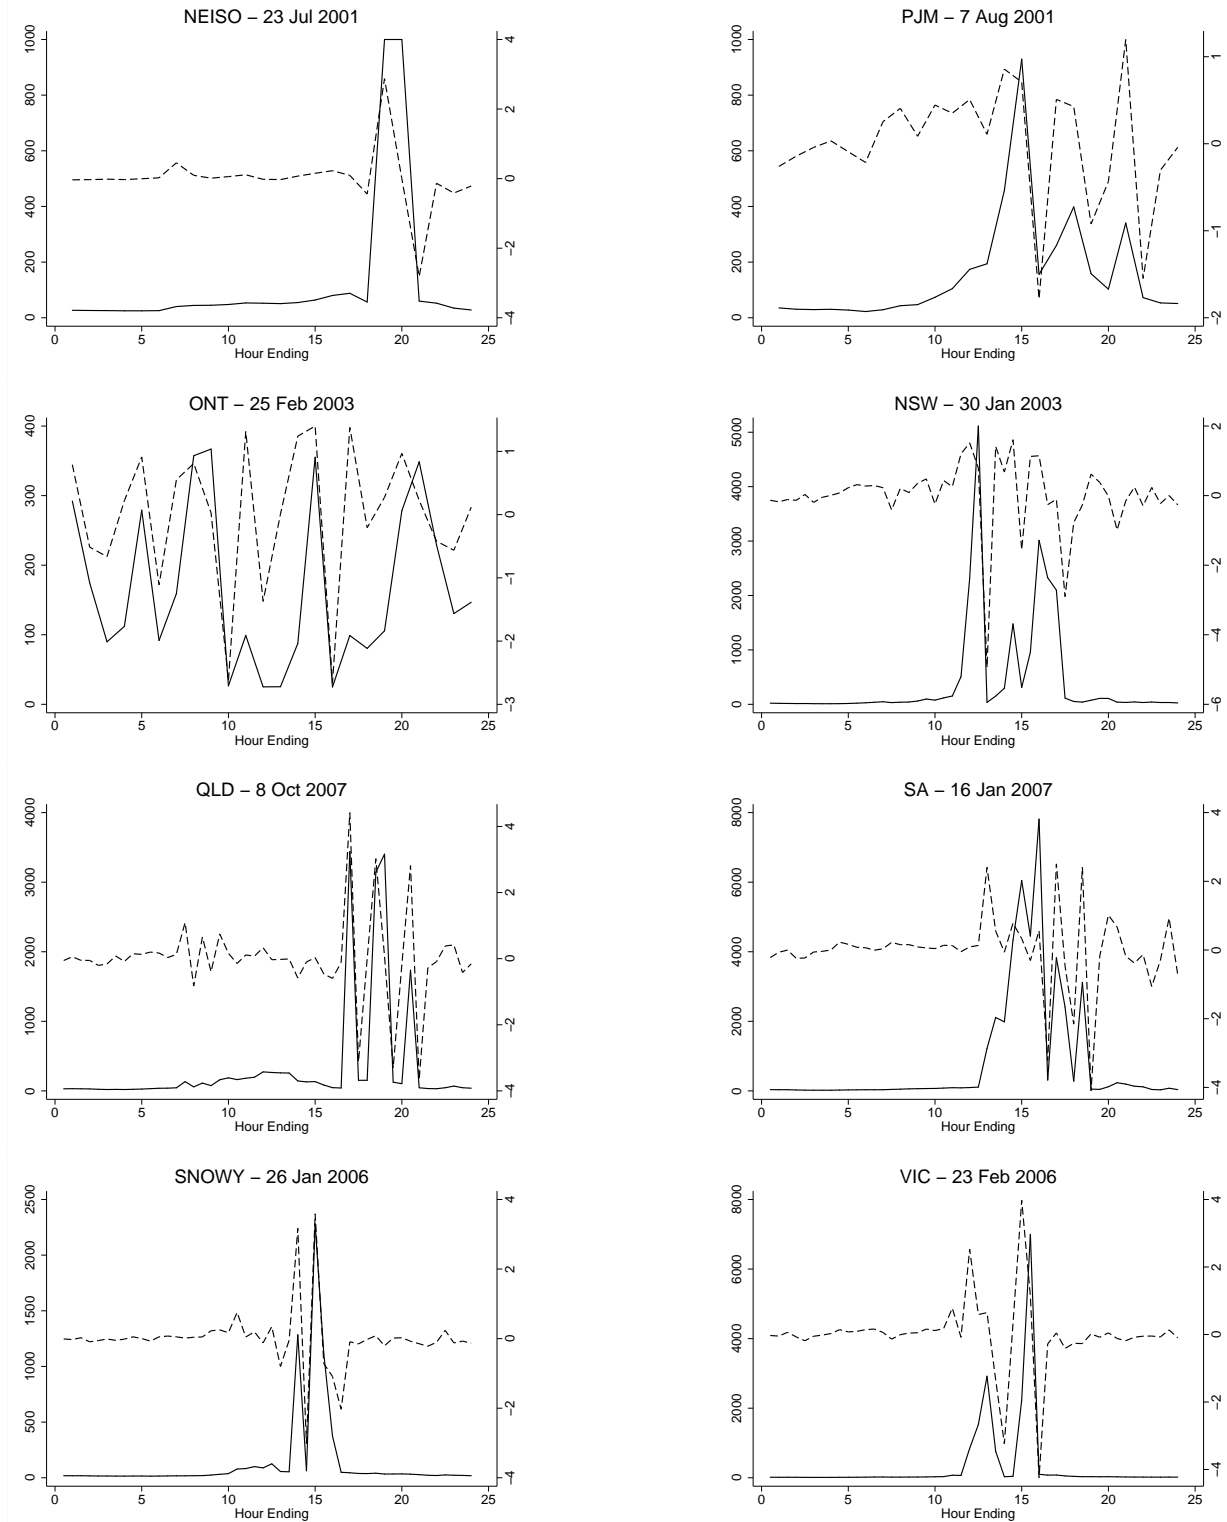 NEISO – 23 Jul 2001
0 200 400 600 800 1000
−4 −2 0 2 4
0 5 10 15 20 25
Hour Ending
PJM – 7 Aug 2001
0 200 400 600 800 1000
−2 −1 0 1
0 5 10 15 20 25
Hour Ending
ONT – 25 Feb 2003
0 100 200 300 400
−3 −2 −1 0 1
0 5 10 15 20 25
Hour Ending
NSW – 30 Jan 2003
0 1000 2000 3000 4000 5000
−6 −4 −2 0 2
0 5 10 15 20 25
Hour Ending
QLD – 8 Oct 2007
0 1000 2000 3000 4000
−4 −2 0 2 4
0 5 10 15 20 25
Hour Ending
SA – 16 Jan 2007
0 2000 4000 6000 8000
−4 −2 0 2 4
0 5 10 15 20 25
Hour Ending
SNOWY – 26 Jan 2006
0 500 1000 1500 2000 2500
−4 −2 0 2 4
0 5 10 15 20 25
Hour Ending
VIC – 23 Feb 2006
0 2000 4000 6000 8000
−4 −2 0 2 4
0 5 10 15 20 25
Hour Ending